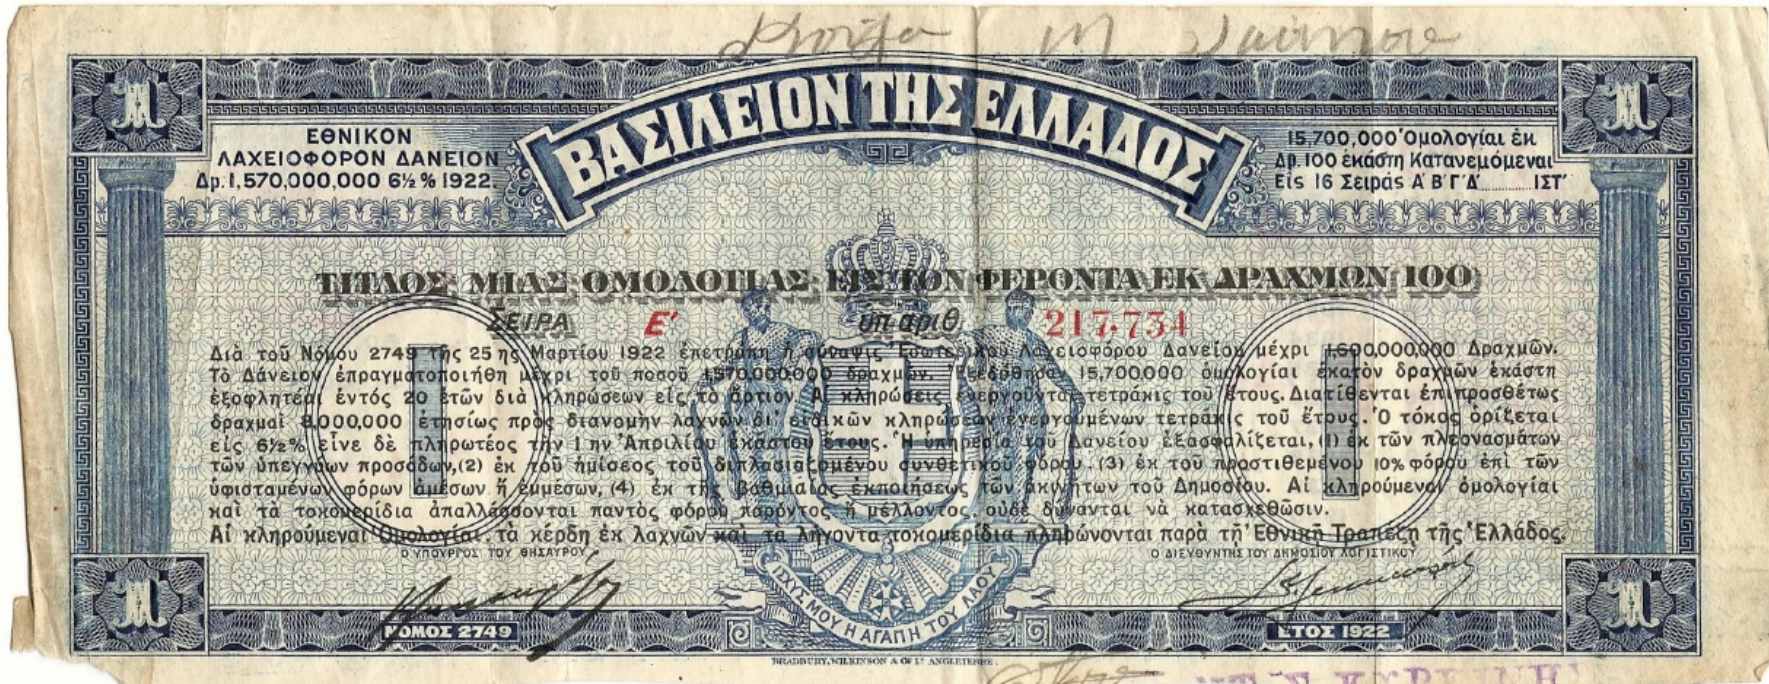 ΒΑΣΙΛΕΙΟΝ ΤΗΣ ΕΛΛΑΔΟΣ
ΕΘΝΙΚΟΝ
ΛΑΧΕΙΟΦΟΡΟΝ ΔΑΝΕΙΟΝ
Δρ. 1,570,000,000 6½ % 1922.
15,700,000 Ὁμολογίαι ἐκ
Δρ. 100 ἑκάστη Κατανεμόμεναι
Εἰς 16 Σειρὰς Α΄ Β΄ Γ΄ Δ΄ ........ ΙΣΤ΄
ΤΙΤΛΟΣ ΜΙΑΣ ΟΜΟΛΟΓΙΑΣ ΕΙΣ ΤΟΝ ΦΕΡΟΝΤΑ ΕΚ ΔΡΑΧΜΩΝ 100
ΣΕΙΡΑ Ε΄ ὑπ·αριθ. 217.734
Διὰ τοῦ Νόμου 2749 τῆς 25 ης Μαρτίου 1922 ἐπετράπη ἡ σύναψις Ἐσωτερικοῦ Λαχειοφόρου Δανείου μέχρι 1,600,000,000 Δραχμῶν.
Τὸ Δάνειον ἐπραγματοποιήθη μέχρι τοῦ ποσοῦ 1570.000.000 δραχμῶν. Ἐξεδόθησαν 15,700.000 ὁμολογίαι ἑκατὸν δραχμῶν ἑκάστη
ἐξοφλητέαι ἐντὸς 20 ἐτῶν διὰ κληρώσεων εἰς τὸ ἄρτιον. Αἱ κληρώσεις ἐνεργοῦνται τετράκις τοῦ ἔτους. Διατίθενται ἐπιπροσθέτως
δραχμαὶ 8,000,000 ἐτησίως πρὸς διανομὴν λαχνῶν δι' εἰδικῶν κληρώσεων ἐνεργουμένων τετράκις τοῦ ἔτους. Ὁ τόκος ὁρίζεται
εἰς 6½% εἶνε δὲ πληρωτέος τὴν 1 ην Ἀπριλίου ἑκάστου ἔτους. Ἡ ὑπηρεσία τοῦ Δανείου ἐξασφαλίζεται, (1) ἐκ τῶν πλεονασμάτων
τῶν ὑπεγγύων προσόδων, (2) ἐκ τοῦ ἡμίσεος τοῦ διπλασιαζομένου συνθετικοῦ φόρου. (3) ἐκ τοῦ προστιθεμένου 10% φόρου ἐπὶ τῶν
ὑφισταμένων φόρων ἀμέσων ἢ ἐμμέσων, (4) ἐκ τῆς βαθμιαίας ἐκποιήσεως τῶν ἀκινήτων τοῦ Δημοσίου. Αἱ κληρούμεναι ὁμολογίαι
καὶ τὰ τοκομερίδια ἀπαλλάσσονται παντὸς φόρου παρόντος ἢ μέλλοντος, οὐδὲ δύνανται νὰ κατασχεθῶσιν.
Αἱ κληρούμεναι Ὁμολογίαι, τὰ κέρδη ἐκ λαχνῶν καὶ τὰ λήγοντα τοκομερίδια πληρώνονται παρὰ τῇ Ἐθνικῇ Τραπέζῃ τῆς Ἑλλάδος.
Ο ΥΠΟΥΡΓΟΣ ΤΟΥ ΘΗΣΑΥΡΟΥ
Ο ΔΙΕΥΘΥΝΤΗΣ ΤΟΥ ΔΗΜΟΣΙΟΥ ΛΟΓΙΣΤΙΚΟΥ
ΙΣΧΥΣ ΜΟΥ Η ΑΓΑΠΗ ΤΟΥ ΛΑΟΥ
ΝΟΜΟΣ 2749
ΕΤΟΣ 1922
BRADBURY, WILKINSON & Cº Lᵈ ANGLETERRE.